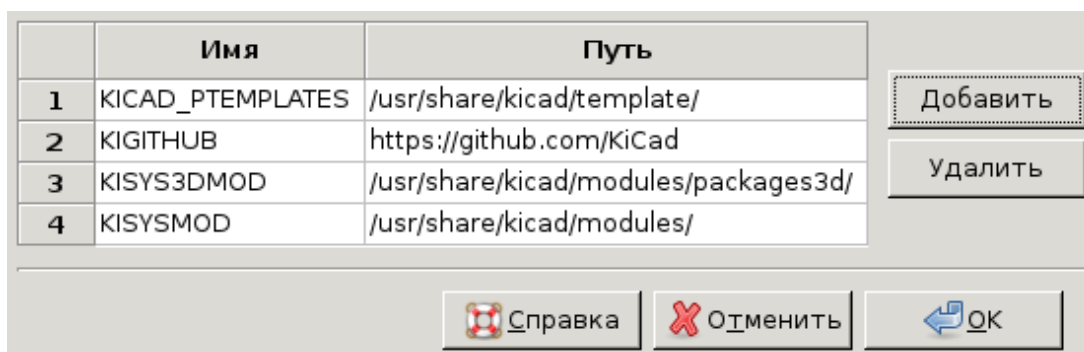 Имя Путь
1 KICAD_PTEMPLATES /usr/share/kicad/template/ Добавить
2 KIGITHUB https://github.com/KiCad
3 KISYS3DMOD /usr/share/kicad/modules/packages3d/ Удалить
4 KISYSMOD /usr/share/kicad/modules/
Справка Отменить OK